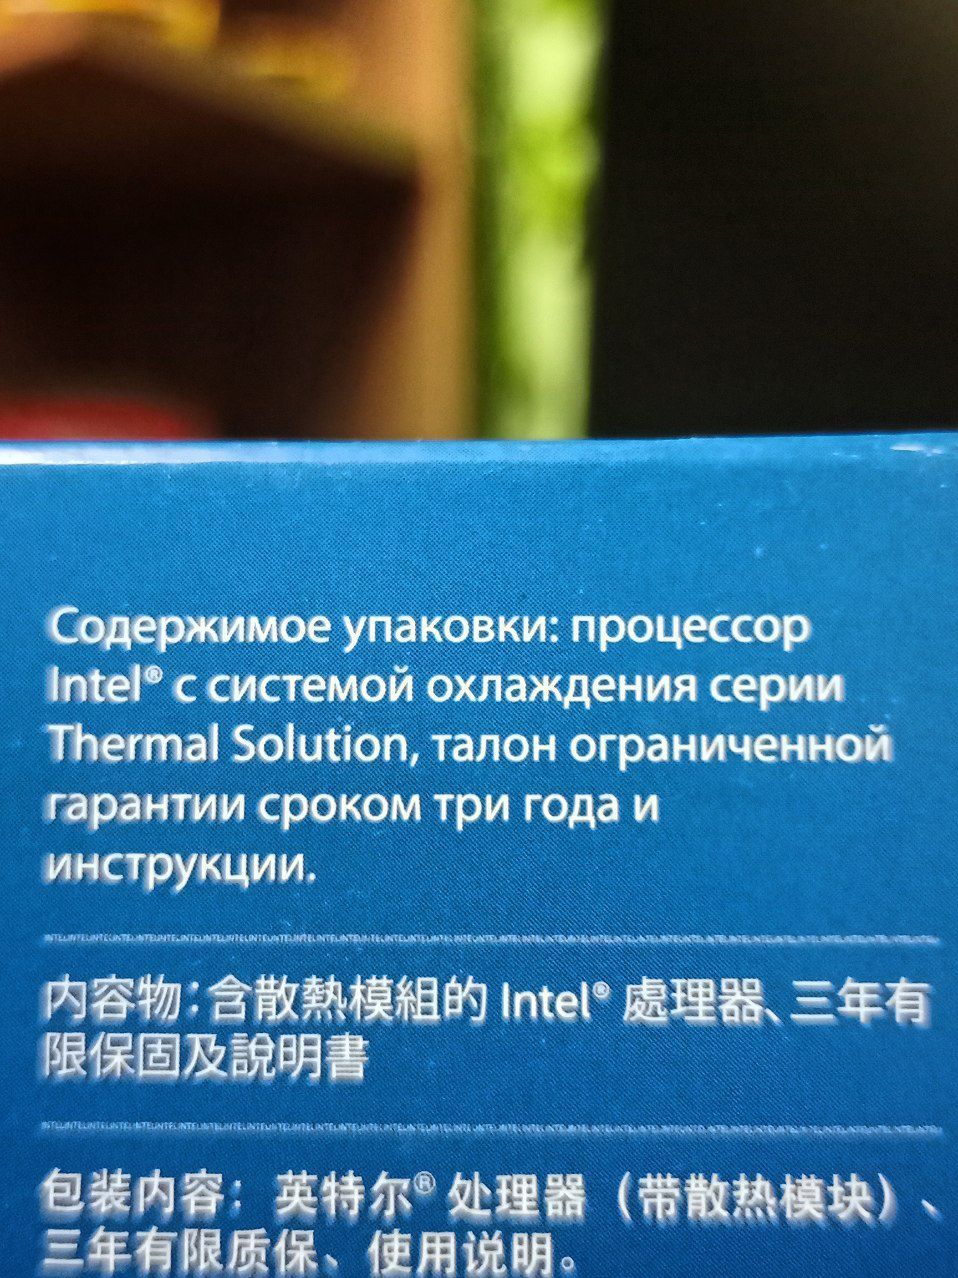 Содержимое упаковки: процессор
Intel® с системой охлаждения серии
Thermal Solution, талон ограниченной
гарантии сроком три года и
инструкции.
内容物：含散熱模組的 Intel® 處理器、三年有
限保固及說明書
包装内容：英特尔® 处理器（带散热模块）、
三年有限质保、使用说明。